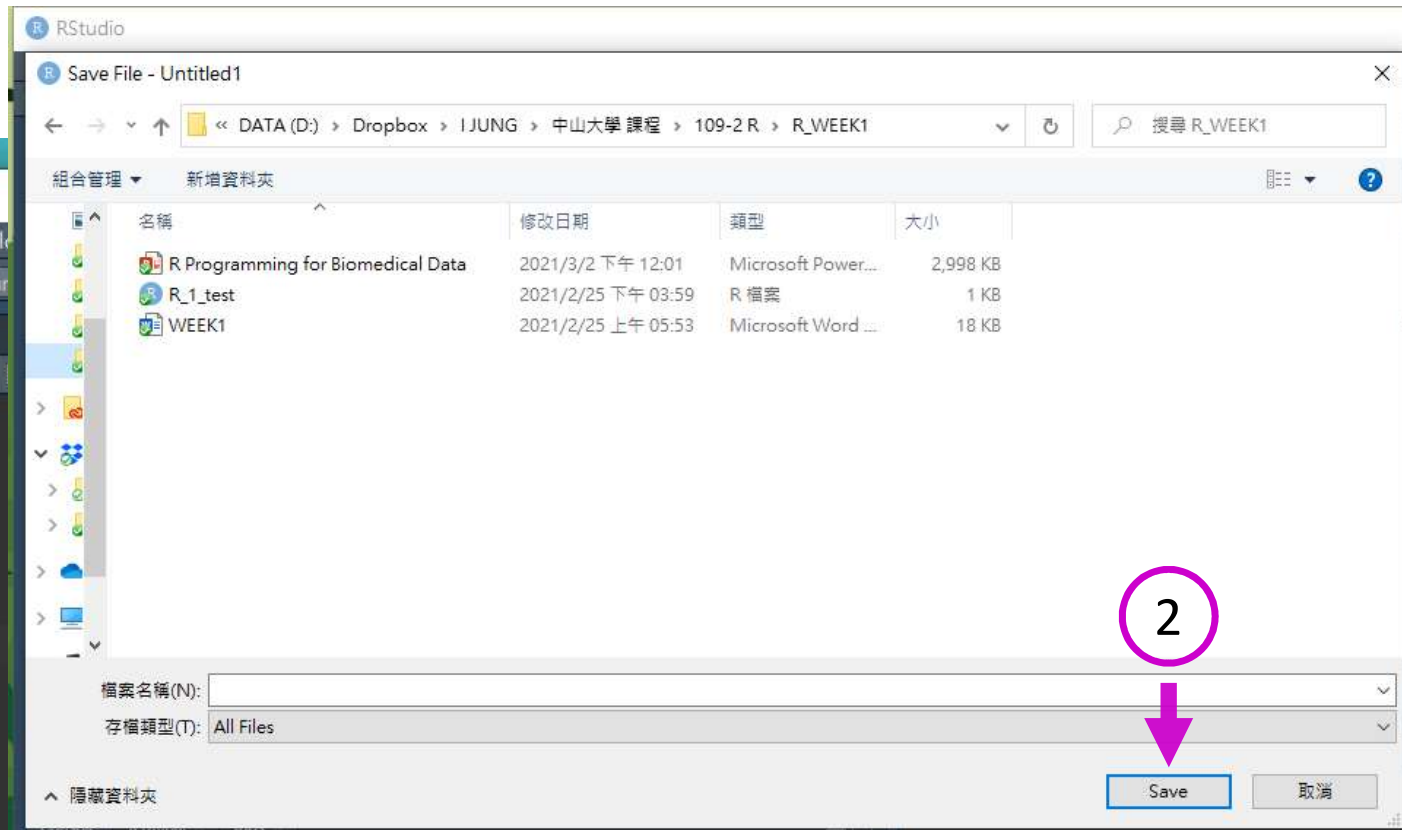 RStudio
Save File - Untitled1
« DATA (D:) › Dropbox › I JUNG › 中山大學 課程 › 109-2 R › R_WEEK1
搜尋 R_WEEK1
組合管理 新增資料夾
名稱 修改日期 類型 大小
R Programming for Biomedical Data 2021/3/2 下午 12:01 Microsoft Power... 2,998 KB
R_1_test 2021/2/25 下午 03:59 R 檔案 1 KB
WEEK1 2021/2/25 上午 05:53 Microsoft Word ... 18 KB
2
檔案名稱(N):
存檔類型(T): All Files
隱藏資料夾
Save 取消